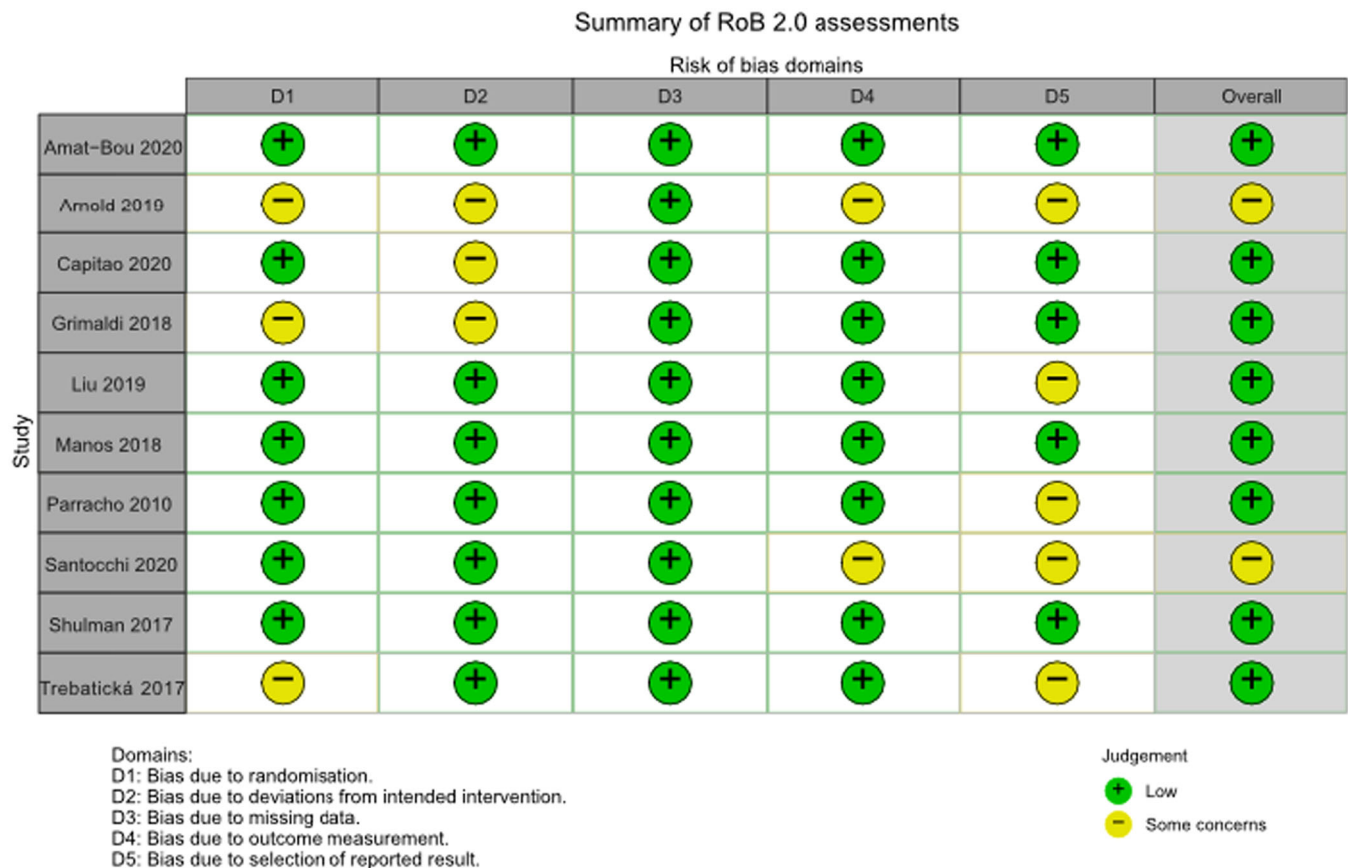 Summary of RoB 2.0 assessments
Risk of bias domains
D1 D2 D3 D4 D5 Overall
Study
Amat-Bou 2020 + + + + + +
Arnold 2019 − − + − − −
Capitao 2020 + − + + + +
Grimaldi 2018 − − + + + +
Liu 2019 + + + + − +
Manos 2018 + + + + + +
Parracho 2010 + + + + − +
Santocchi 2020 + + + − − −
Shulman 2017 + + + + + +
Trebatická 2017 − + + + − +
Domains:
D1: Bias due to randomisation.
D2: Bias due to deviations from intended intervention.
D3: Bias due to missing data.
D4: Bias due to outcome measurement.
D5: Bias due to selection of reported result.
Judgement
+ Low
− Some concerns